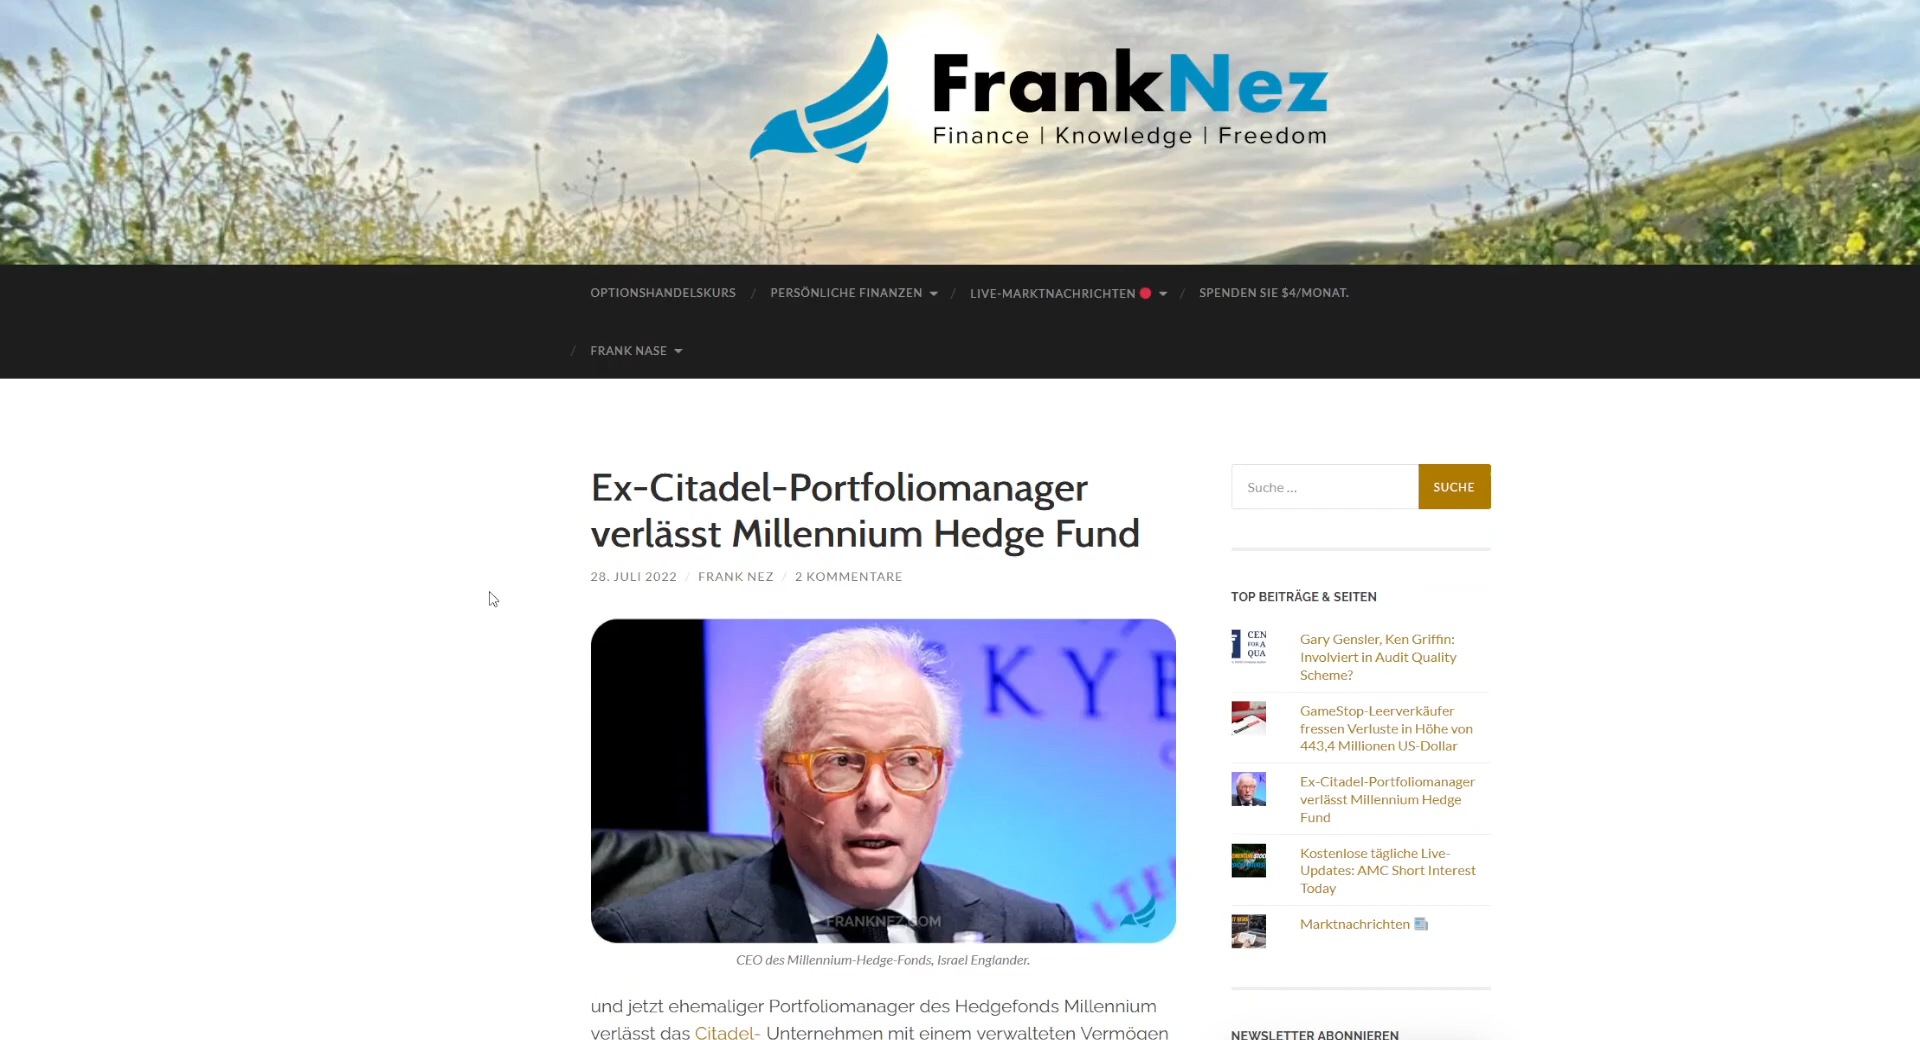 FrankNez
Finance | Knowledge | Freedom
OPTIONSHANDELSKURS / PERSÖNLICHE FINANZEN / LIVE-MARKTNACHRICHTEN / SPENDEN SIE $4/MONAT.
/ FRANK NASE
Ex-Citadel-Portfoliomanager
verlässt Millennium Hedge Fund
28. JULI 2022 / FRANK NEZ / 2 KOMMENTARE
KYB
FRANKNEZ.COM
CEO des Millennium-Hedge-Fonds, Israel Englander.
und jetzt ehemaliger Portfoliomanager des Hedgefonds Millennium
verlässt das Citadel- Unternehmen mit einem verwalteten Vermögen
Suche ...
SUCHE
TOP BEITRÄGE & SEITEN
CEN
FOR A
QUA
Gary Gensler, Ken Griffin:
Involviert in Audit Quality
Scheme?
GameStop-Leerverkäufer
fressen Verluste in Höhe von
443,4 Millionen US-Dollar
Ex-Citadel-Portfoliomanager
verlässt Millennium Hedge
Fund
Kostenlose tägliche Live-
Updates: AMC Short Interest
Today
Marktnachrichten
NEWSLETTER ABONNIEREN